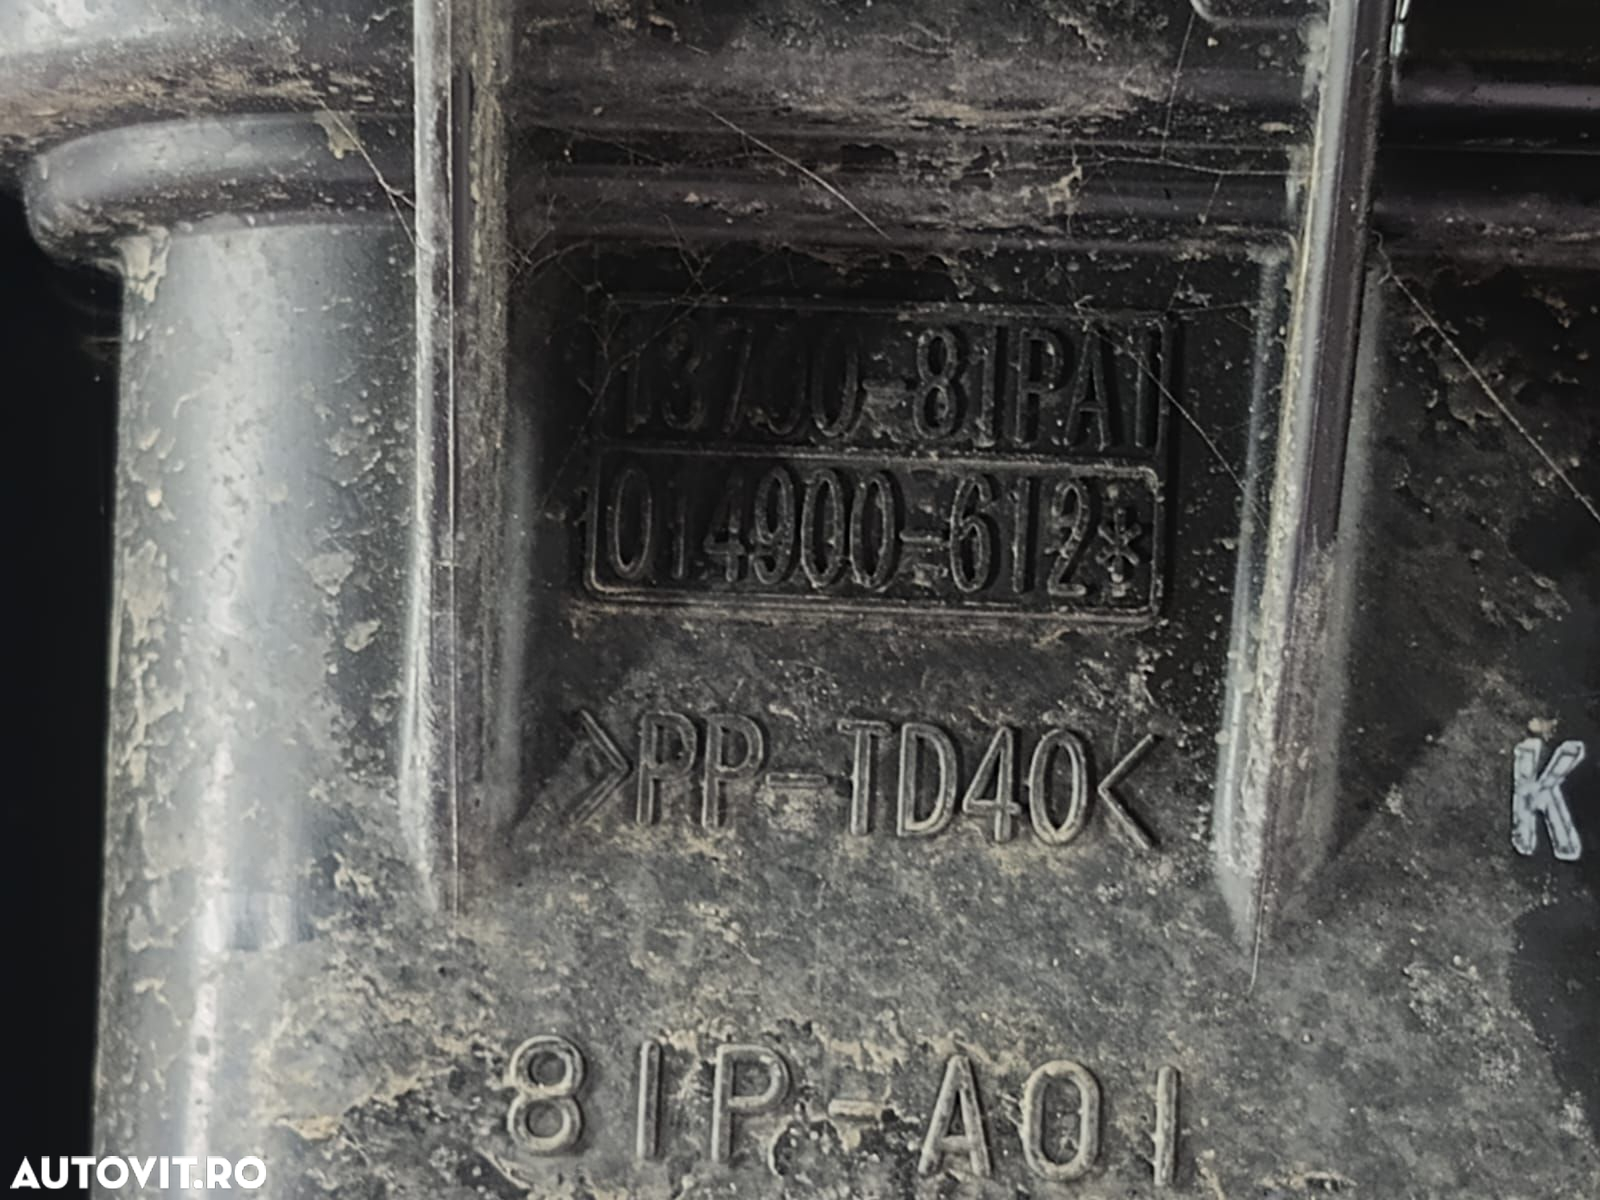 13700-81PA1
014900-612*
>PP-TD40<
K
81P-A01
AUTOVIT.RO